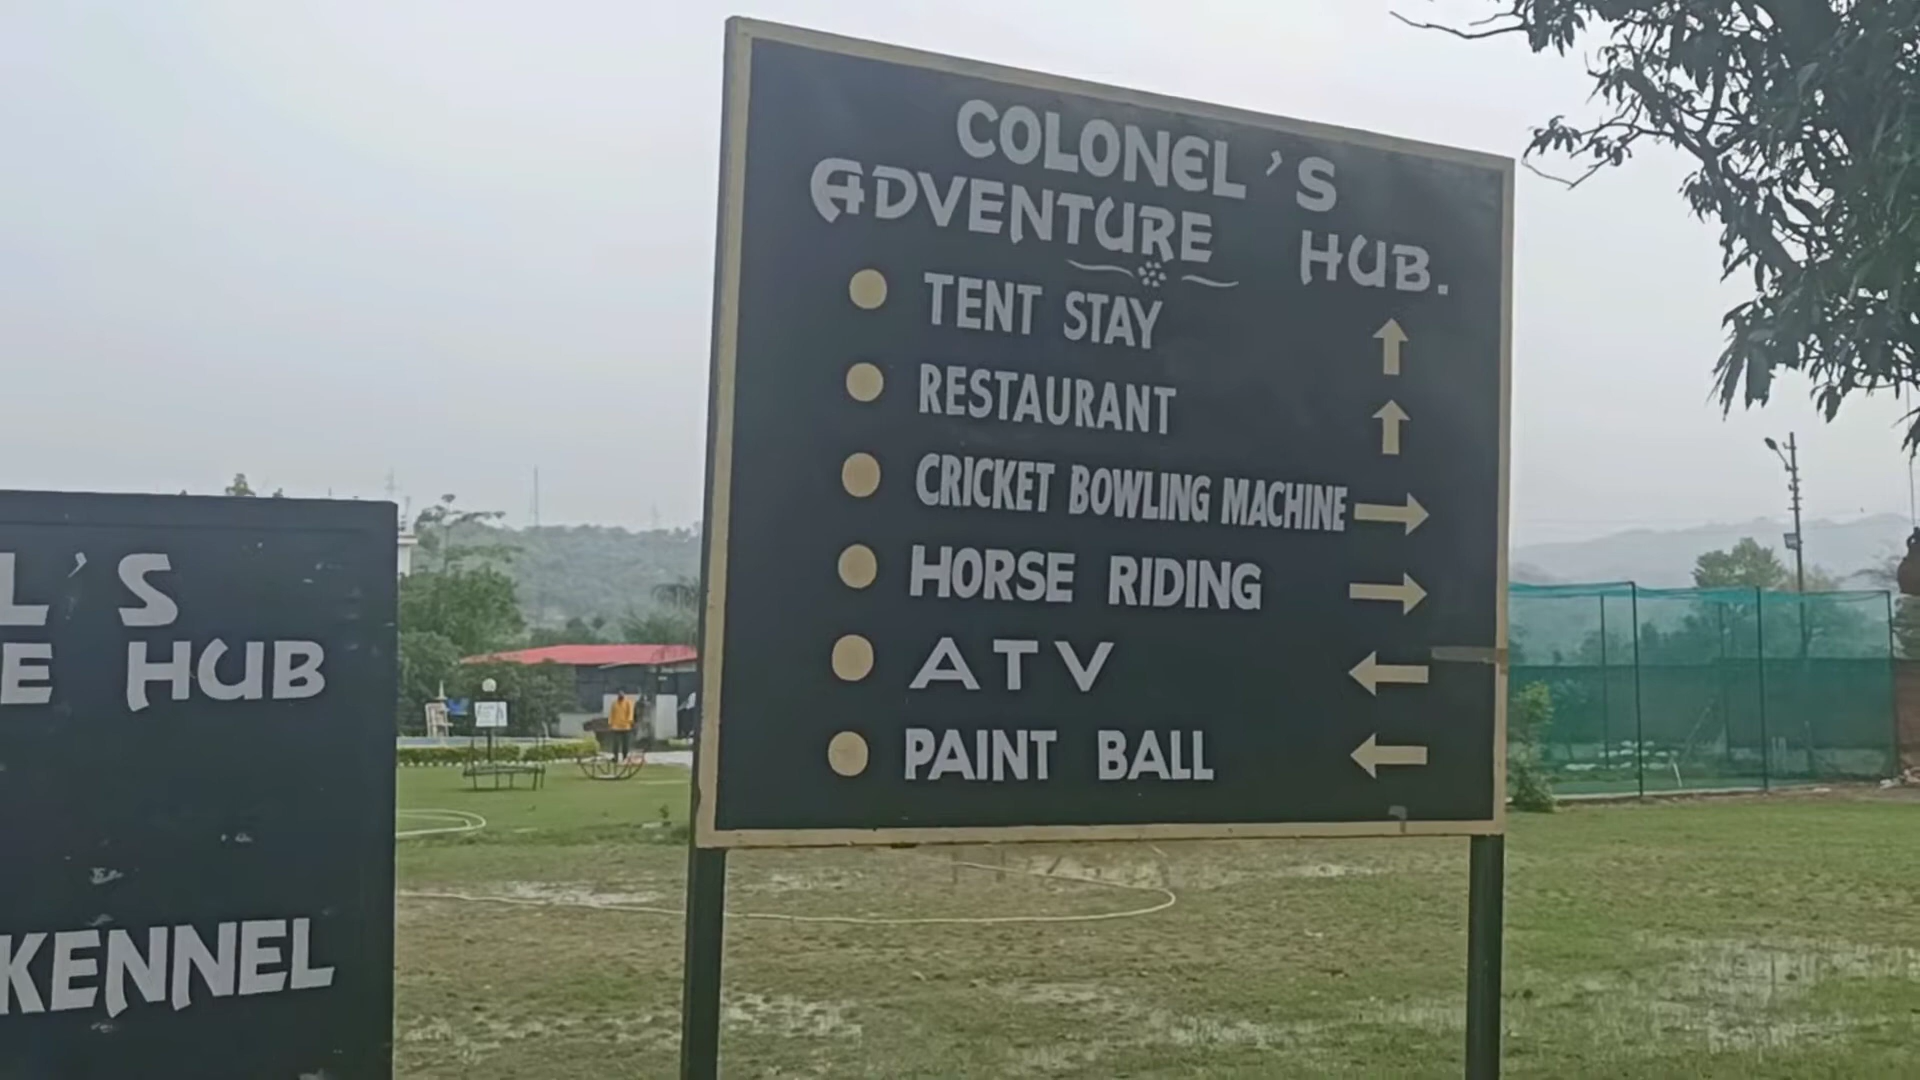 COLONEL'S
ADVENTURE HUB.
TENT STAY ↑
RESTAURANT ↑
CRICKET BOWLING MACHINE →
HORSE RIDING →
ATV ←
PAINT BALL ←
L'S
E HUB
KENNEL